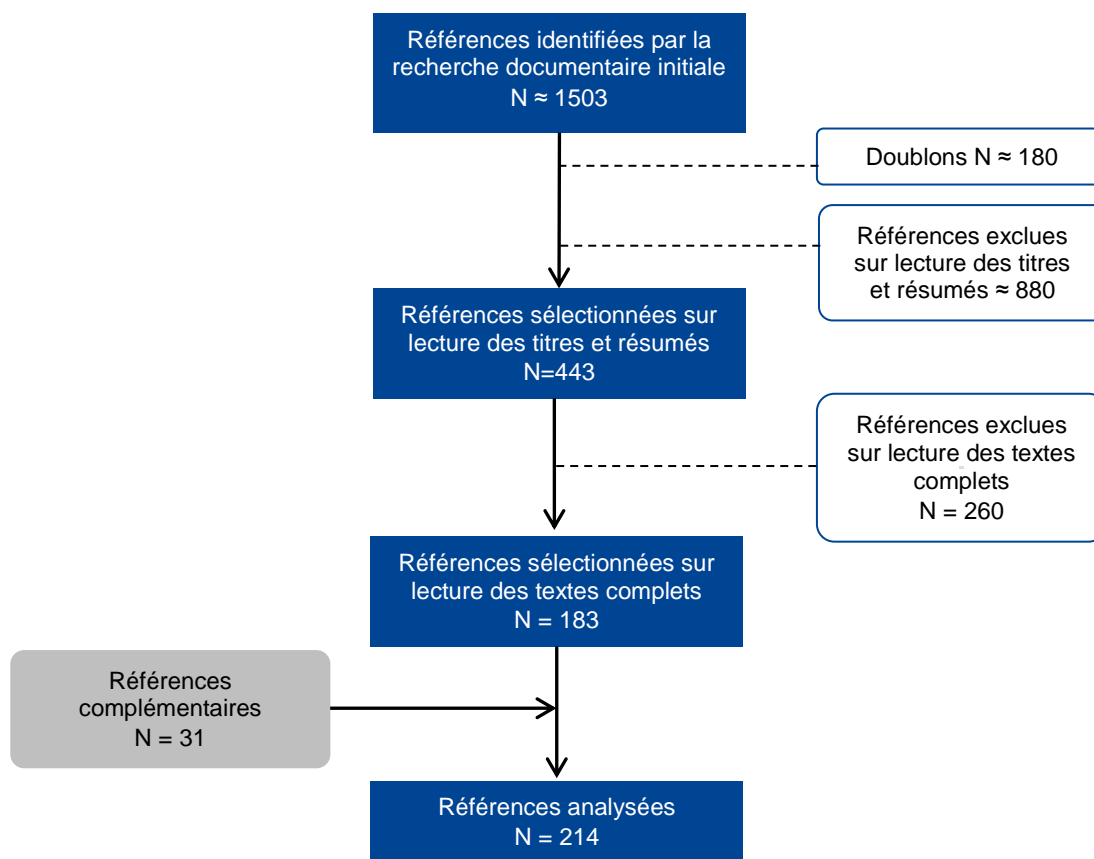 Références identifiées par la
recherche documentaire initiale
N ≈ 1503
Doublons N ≈ 180
Références exclues
sur lecture des titres
et résumés ≈ 880
Références sélectionnées sur
lecture des titres et résumés
N=443
Références exclues
sur lecture des textes
complets
N = 260
Références sélectionnées sur
lecture des textes complets
N = 183
Références
complémentaires
N = 31
Références analysées
N = 214